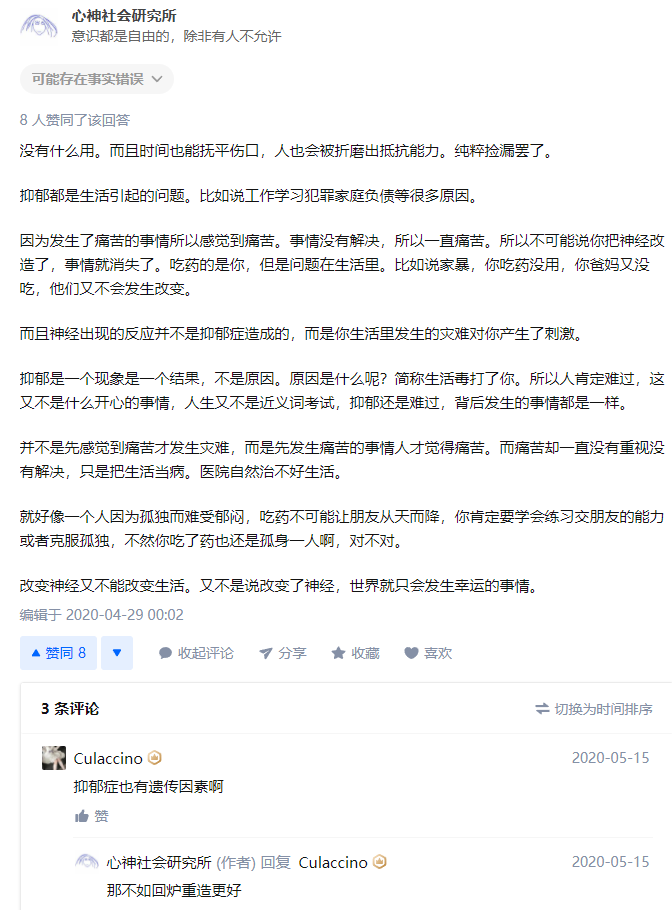 心神社会研究所
意识都是自由的，除非有人不允许
可能存在事实错误
8 人赞同了该回答
没有什么用。而且时间也能抚平伤口，人也会被折磨出抵抗能力。纯粹捡漏罢了。
抑郁都是生活引起的问题。比如说工作学习犯罪家庭负债等很多原因。
因为发生了痛苦的事情所以感觉到痛苦。事情没有解决，所以一直痛苦。所以不可能说你把神经改
造了，事情就消失了。吃药的是你，但是问题在生活里。比如说家暴，你吃药没用，你爸妈又没
吃，他们又不会发生改变。
而且神经出现的反应并不是抑郁症造成的，而是你生活里发生的灾难对你产生了刺激。
抑郁是一个现象是一个结果，不是原因。原因是什么呢？简称生活毒打了你。所以人肯定难过，这
又不是什么开心的事情，人生又不是近义词考试，抑郁还是难过，背后发生的事情都是一样。
并不是先感觉到痛苦才发生灾难，而是先发生痛苦的事情人才觉得痛苦。而痛苦却一直没有重视没
有解决，只是把生活当病。医院自然治不好生活。
就好像一个人因为孤独而难受郁闷，吃药不可能让朋友从天而降，你肯定要学会练习交朋友的能力
或者克服孤独，不然你吃了药也还是孤身一人啊，对不对。
改变神经又不能改变生活。又不是说改变了神经，世界就只会发生幸运的事情。
编辑于 2020-04-29 00:02
赞同 8 收起评论 分享 收藏 喜欢
3 条评论 切换为时间排序
Culaccino 2020-05-15
抑郁症也有遗传因素啊
赞
心神社会研究所 (作者) 回复 Culaccino 2020-05-15
那不如回炉重造更好